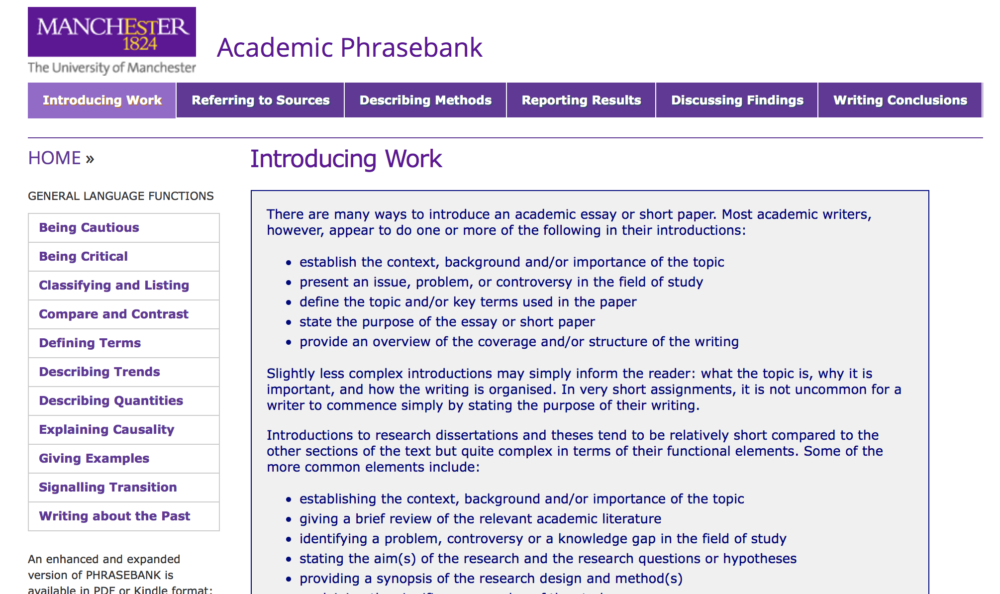 MANCHESTER
1824
The University of Manchester
Academic Phrasebank
Introducing Work
Referring to Sources
Describing Methods
Reporting Results
Discussing Findings
Writing Conclusions
HOME »
GENERAL LANGUAGE FUNCTIONS
Being Cautious
Being Critical
Classifying and Listing
Compare and Contrast
Defining Terms
Describing Trends
Describing Quantities
Explaining Causality
Giving Examples
Signalling Transition
Writing about the Past
An enhanced and expanded
version of PHRASEBANK is
available in PDF or Kindle format:
Introducing Work
There are many ways to introduce an academic essay or short paper. Most academic writers,
however, appear to do one or more of the following in their introductions:
• establish the context, background and/or importance of the topic
• present an issue, problem, or controversy in the field of study
• define the topic and/or key terms used in the paper
• state the purpose of the essay or short paper
• provide an overview of the coverage and/or structure of the writing
Slightly less complex introductions may simply inform the reader: what the topic is, why it is
important, and how the writing is organised. In very short assignments, it is not uncommon for a
writer to commence simply by stating the purpose of their writing.
Introductions to research dissertations and theses tend to be relatively short compared to the
other sections of the text but quite complex in terms of their functional elements. Some of the
more common elements include:
• establishing the context, background and/or importance of the topic
• giving a brief review of the relevant academic literature
• identifying a problem, controversy or a knowledge gap in the field of study
• stating the aim(s) of the research and the research questions or hypotheses
• providing a synopsis of the research design and method(s)